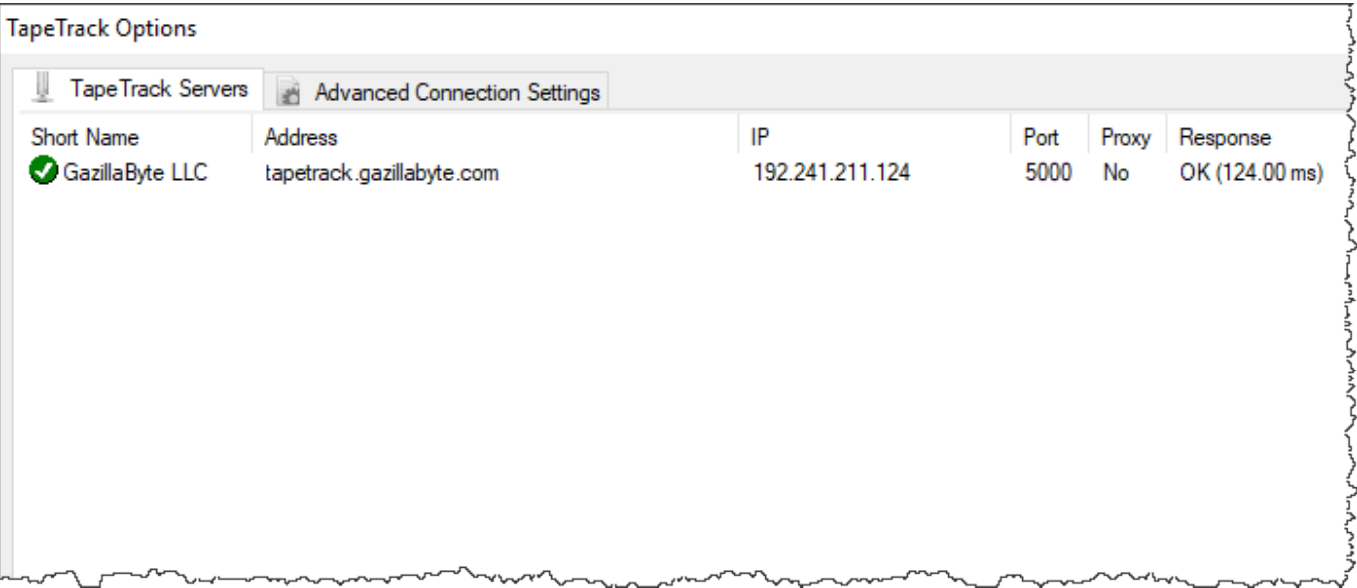 TapeTrack Options
TapeTrack Servers Advanced Connection Settings
Short Name Address IP Port Proxy Response
GazillaByte LLC tapetrack.gazillabyte.com 192.241.211.124 5000 No OK (124.00 ms)